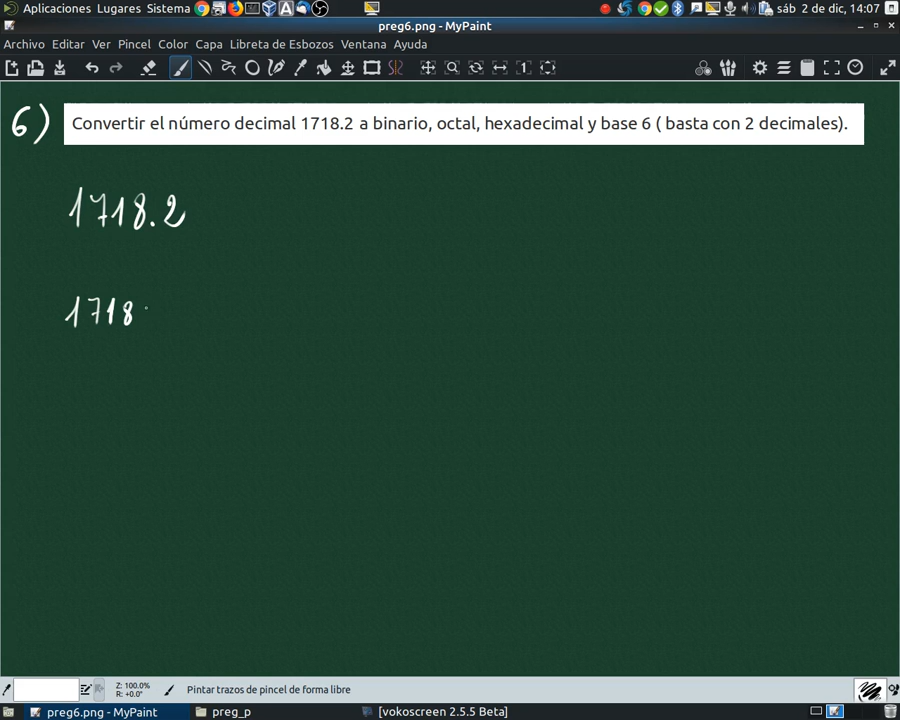 Aplicaciones Lugares Sistema sáb 2 de dic, 14:07
preg6.png - MyPaint
Archivo Editar Ver Pincel Color Capa Libreta de Esbozos Ventana Ayuda
6) Convertir el número decimal 1718.2 a binario, octal, hexadecimal y base 6 ( basta con 2 decimales).
1718.2
1718
Z: 100.0%
R: +0.0°
Pintar trazos de pincel de forma libre
preg6.png - MyPaint preg_p [vokoscreen 2.5.5 Beta]